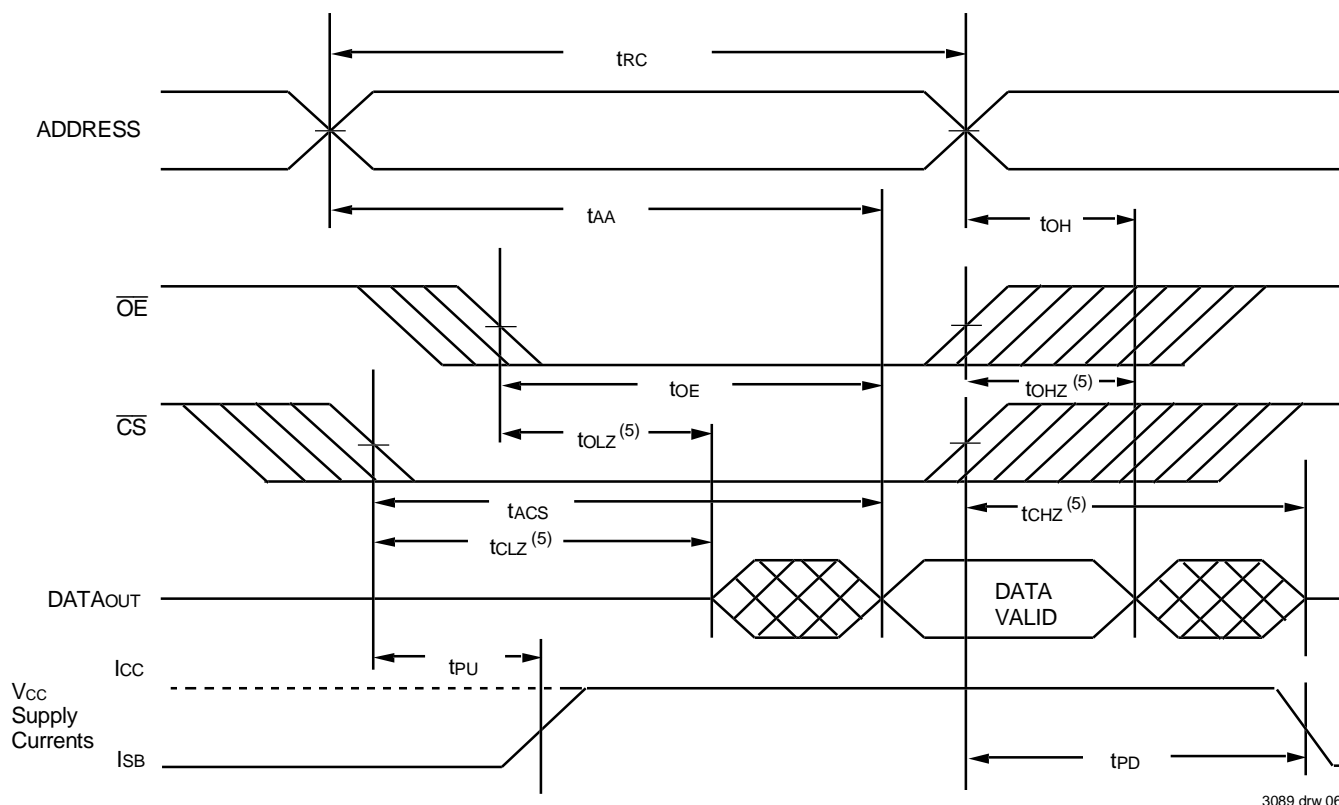 tRC
ADDRESS
tAA
tOH
OE
tOE
tOHZ (5)
CS
tOLZ (5)
tACS
tCHZ (5)
tCLZ (5)
DATAOUT
DATA
VALID
ICC
tPU
VCC
Supply
Currents
ISB
tPD
3089 drw 06